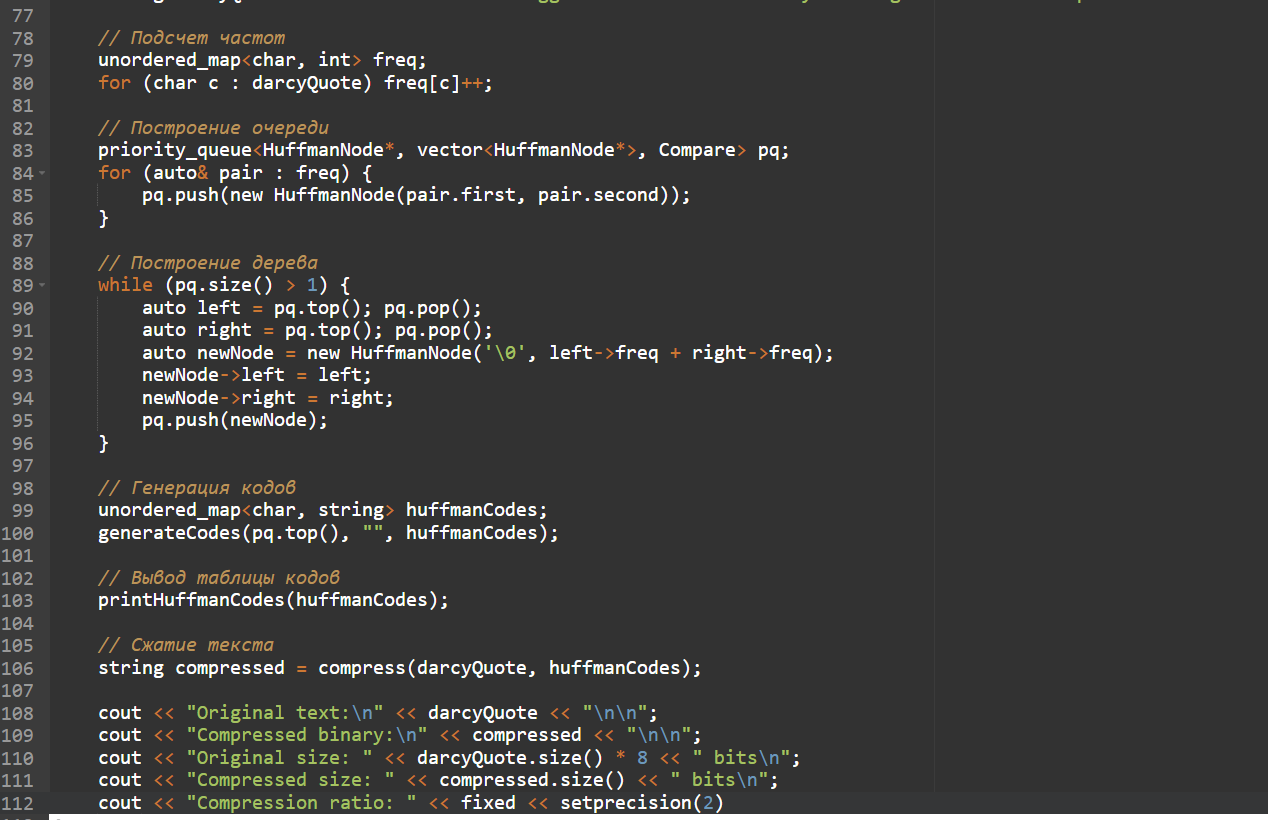 77
78 // Подсчет частот
79 unordered_map<char, int> freq;
80 for (char c : darcyQuote) freq[c]++;
81
82 // Построение очереди
83 priority_queue<HuffmanNode*, vector<HuffmanNode*>, Compare> pq;
84 for (auto& pair : freq) {
85 pq.push(new HuffmanNode(pair.first, pair.second));
86 }
87
88 // Построение дерева
89 while (pq.size() > 1) {
90 auto left = pq.top(); pq.pop();
91 auto right = pq.top(); pq.pop();
92 auto newNode = new HuffmanNode('\0', left->freq + right->freq);
93 newNode->left = left;
94 newNode->right = right;
95 pq.push(newNode);
96 }
97
98 // Генерация кодов
99 unordered_map<char, string> huffmanCodes;
100 generateCodes(pq.top(), "", huffmanCodes);
101
102 // Вывод таблицы кодов
103 printHuffmanCodes(huffmanCodes);
104
105 // Сжатие текста
106 string compressed = compress(darcyQuote, huffmanCodes);
107
108 cout << "Original text:\n" << darcyQuote << "\n\n";
109 cout << "Compressed binary:\n" << compressed << "\n\n";
110 cout << "Original size: " << darcyQuote.size() * 8 << " bits\n";
111 cout << "Compressed size: " << compressed.size() << " bits\n";
112 cout << "Compression ratio: " << fixed << setprecision(2)